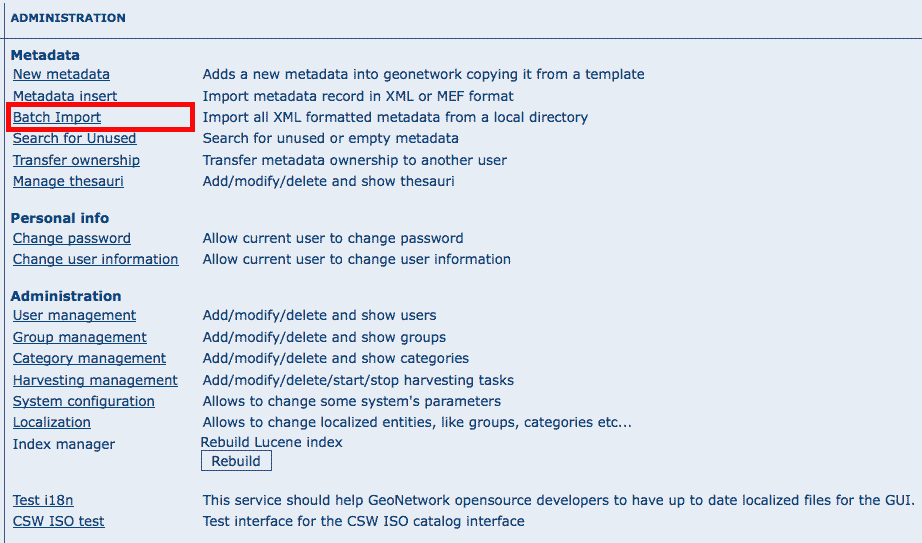 ADMINISTRATION
Metadata
New metadata Adds a new metadata into geonetwork copying it from a template
Metadata insert Import metadata record in XML or MEF format
Batch Import Import all XML formatted metadata from a local directory
Search for Unused Search for unused or empty metadata
Transfer ownership Transfer metadata ownership to another user
Manage thesauri Add/modify/delete and show thesauri
Personal info
Change password Allow current user to change password
Change user information Allow current user to change user information
Administration
User management Add/modify/delete and show users
Group management Add/modify/delete and show groups
Category management Add/modify/delete and show categories
Harvesting management Add/modify/delete/start/stop harvesting tasks
System configuration Allows to change some system's parameters
Localization Allows to change localized entities, like groups, categories etc...
Index manager Rebuild Lucene index
Rebuild
Test i18n This service should help GeoNetwork opensource developers to have up to date localized files for the GUI.
CSW ISO test Test interface for the CSW ISO catalog interface